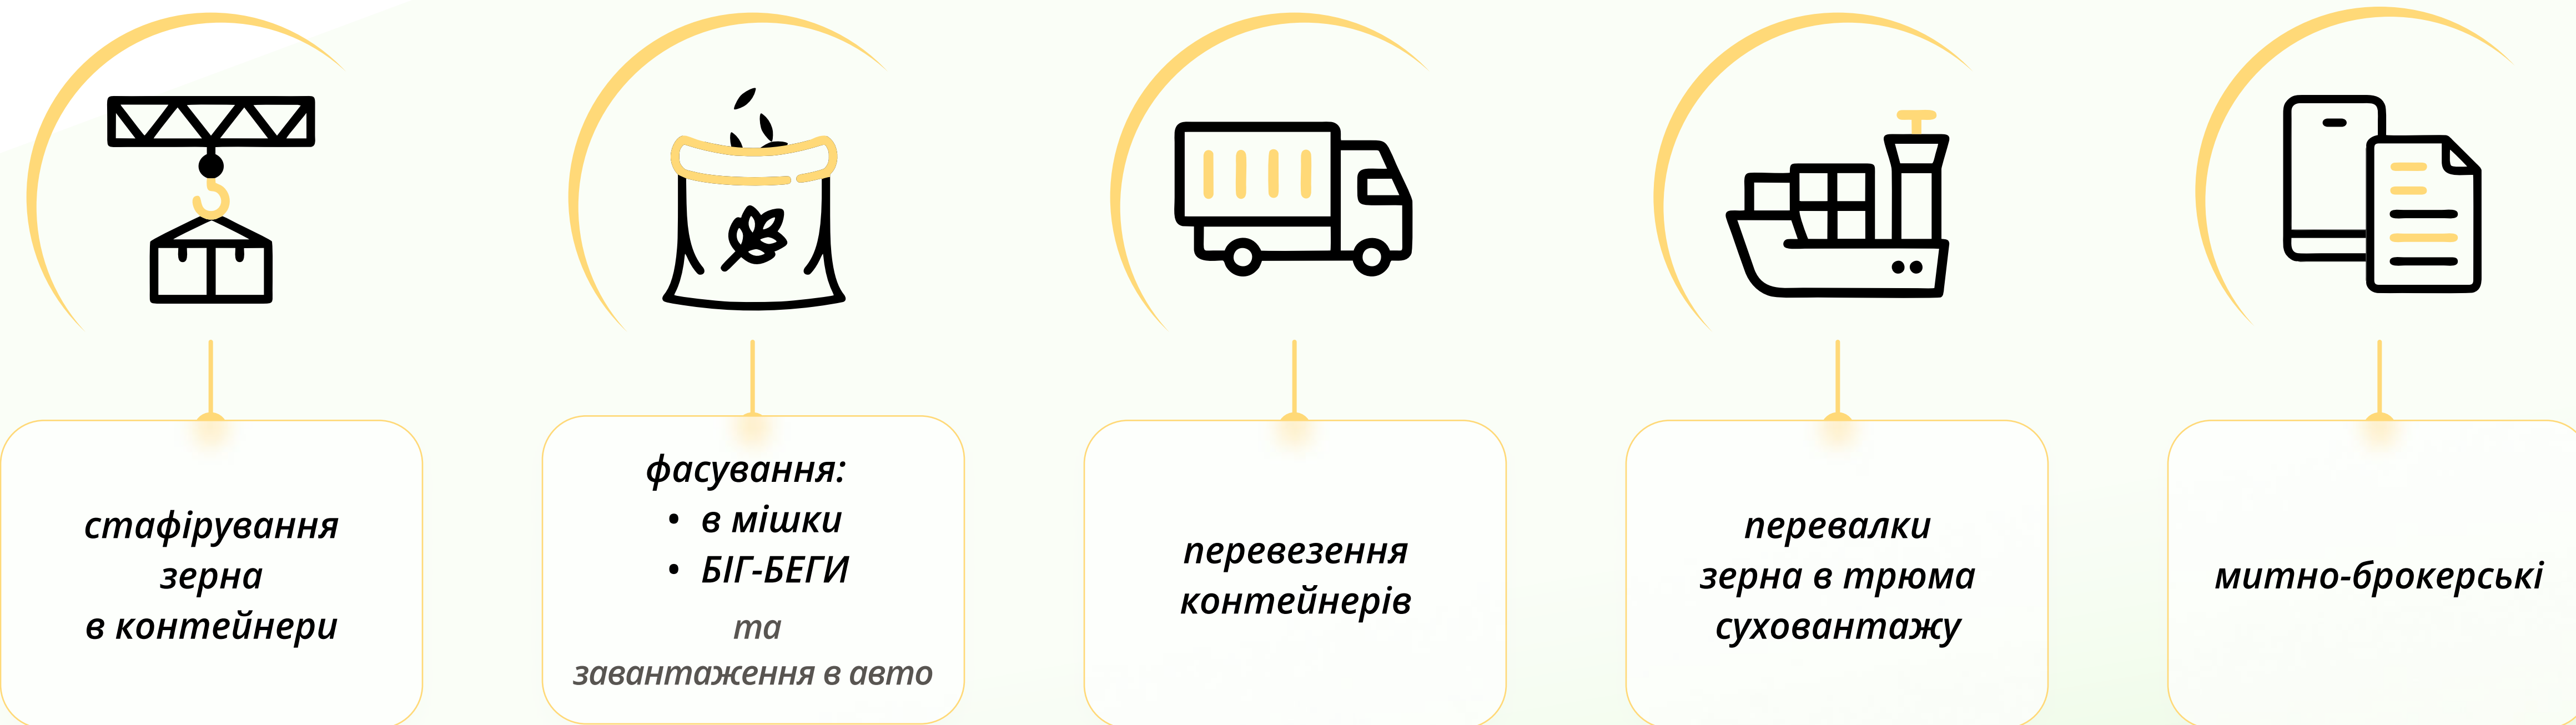 стафірування
зерна
в контейнери
фасування:
• в мішки
• БІГ-БЕГИ
та
завантаження в авто
перевезення
контейнерів
перевалки
зерна в трюма
суховантажу
митно-брокерські